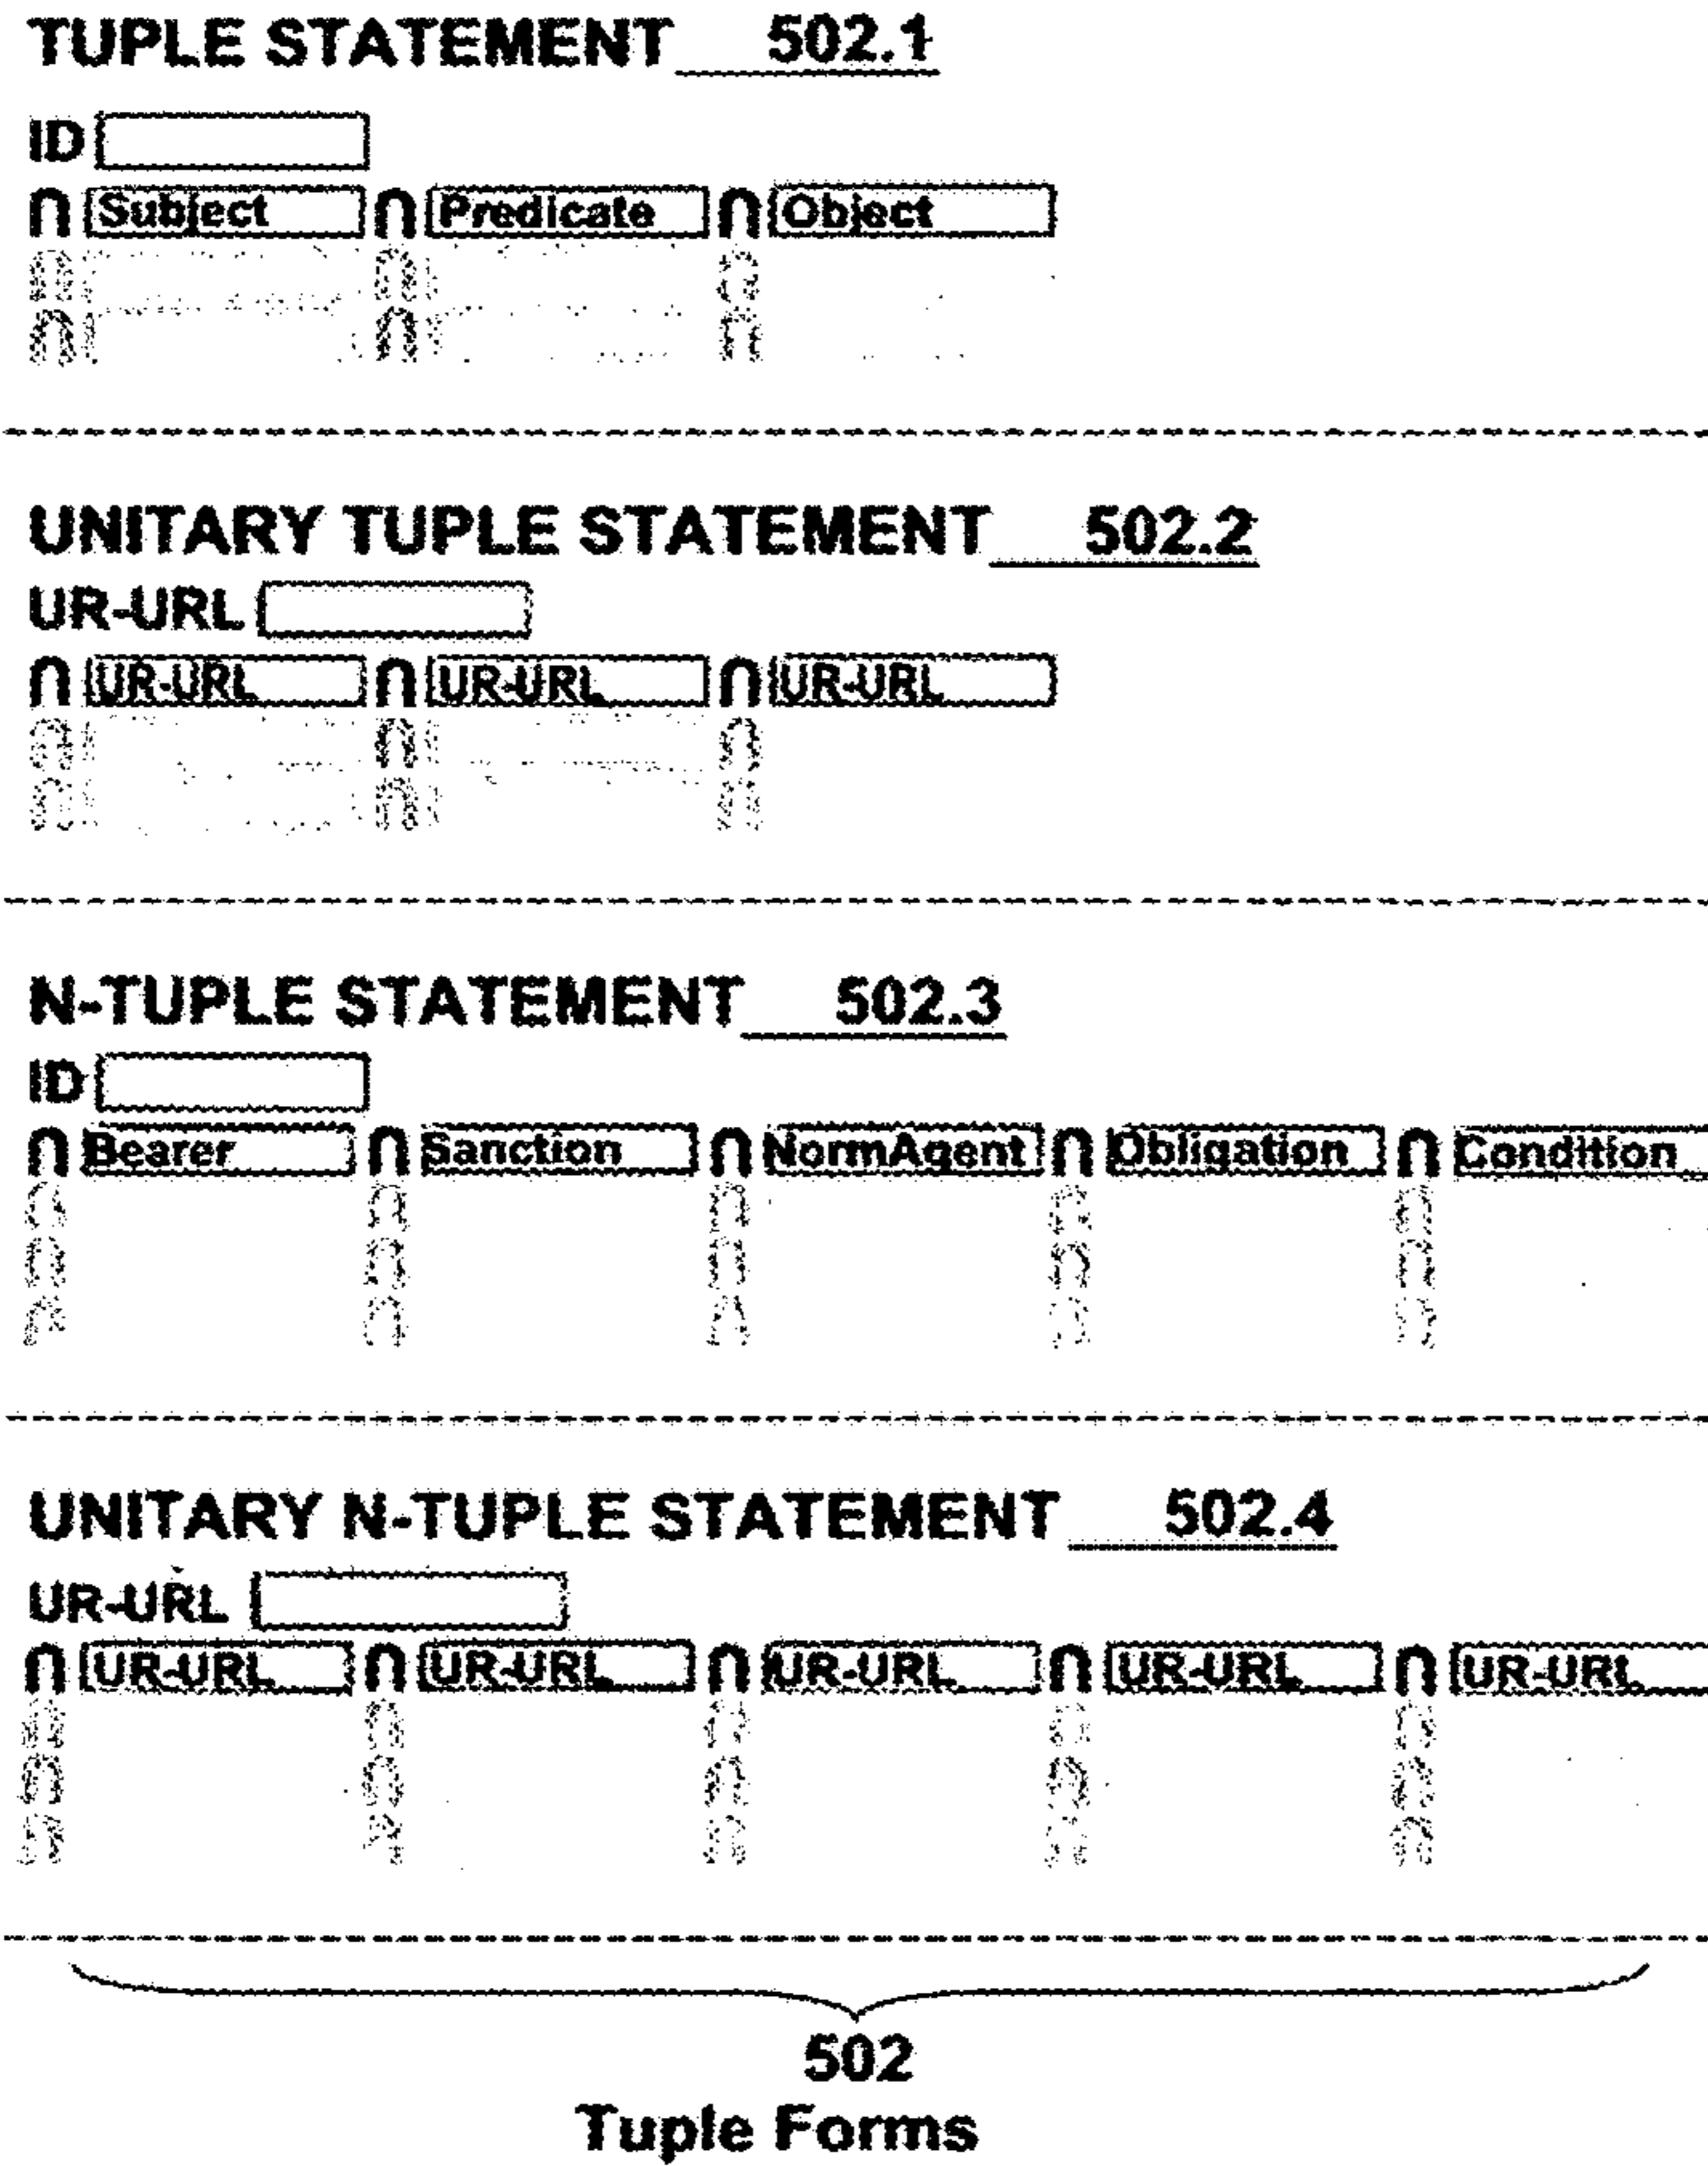 TUPLE STATEMENT 502.1
ID
∩ Subject ∩ Predicate ∩ Object
∩ ∩ ∩
∩ ∩ ∩
UNITARY TUPLE STATEMENT 502.2
UR-URL
∩ UR-URL ∩ UR-URL ∩ UR-URL
∩ ∩ ∩
∩ ∩ ∩
N-TUPLE STATEMENT 502.3
ID
∩ Bearer ∩ Sanction ∩ NormAgent ∩ Obligation ∩ Condition
∩ ∩ ∩ ∩ ∩
∩ ∩ ∩ ∩ ∩
∩ ∩ ∩ ∩ ∩
UNITARY N-TUPLE STATEMENT 502.4
UR-URL
∩ UR-URL ∩ UR-URL ∩ UR-URL ∩ UR-URL ∩ UR-URL
∩ ∩ ∩ ∩ ∩
∩ ∩ ∩ ∩ ∩
∩ ∩ ∩ ∩ ∩
502
Tuple Forms